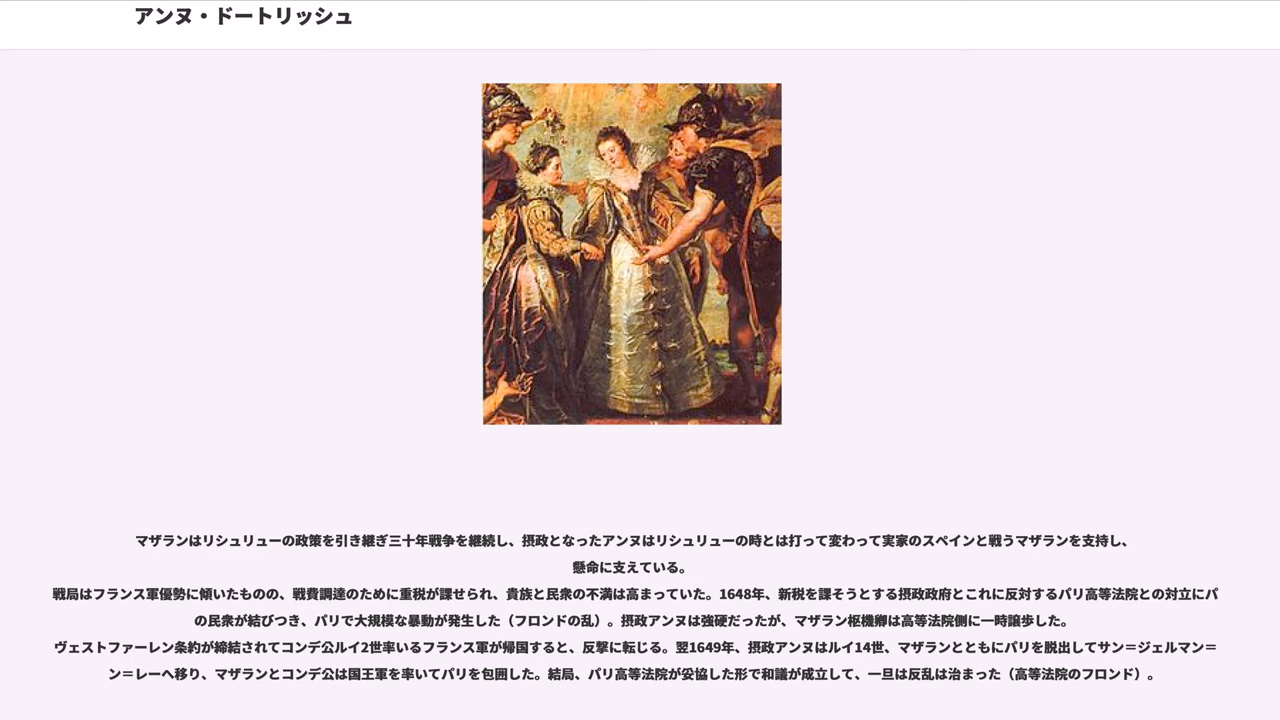 アンヌ・ドートリッシュ
マザランはリシュリューの政策を引き継ぎ三十年戦争を継続し、摂政となったアンヌはリシュリューの時とは打って変わって実家のスペインと戦うマザランを支持し、
懸命に支えている。
戦局はフランス軍優勢に傾いたものの、戦費調達のために重税が課せられ、貴族と民衆の不満は高まっていた。1648年、新税を課そうとする摂政政府とこれに反対するパリ高等法院との対立にパ
の民衆が結びつき、パリで大規模な暴動が発生した（フロンドの乱）。摂政アンヌは強硬だったが、マザラン枢機卿は高等法院側に一時譲歩した。
ヴェストファーレン条約が締結されてコンデ公ルイ2世率いるフランス軍が帰国すると、反撃に転じる。翌1649年、摂政アンヌはルイ14世、マザランとともにパリを脱出してサン＝ジェルマン＝
ン＝レーへ移り、マザランとコンデ公は国王軍を率いてパリを包囲した。結局、パリ高等法院が妥協した形で和議が成立して、一旦は反乱は治まった（高等法院のフロンド）。